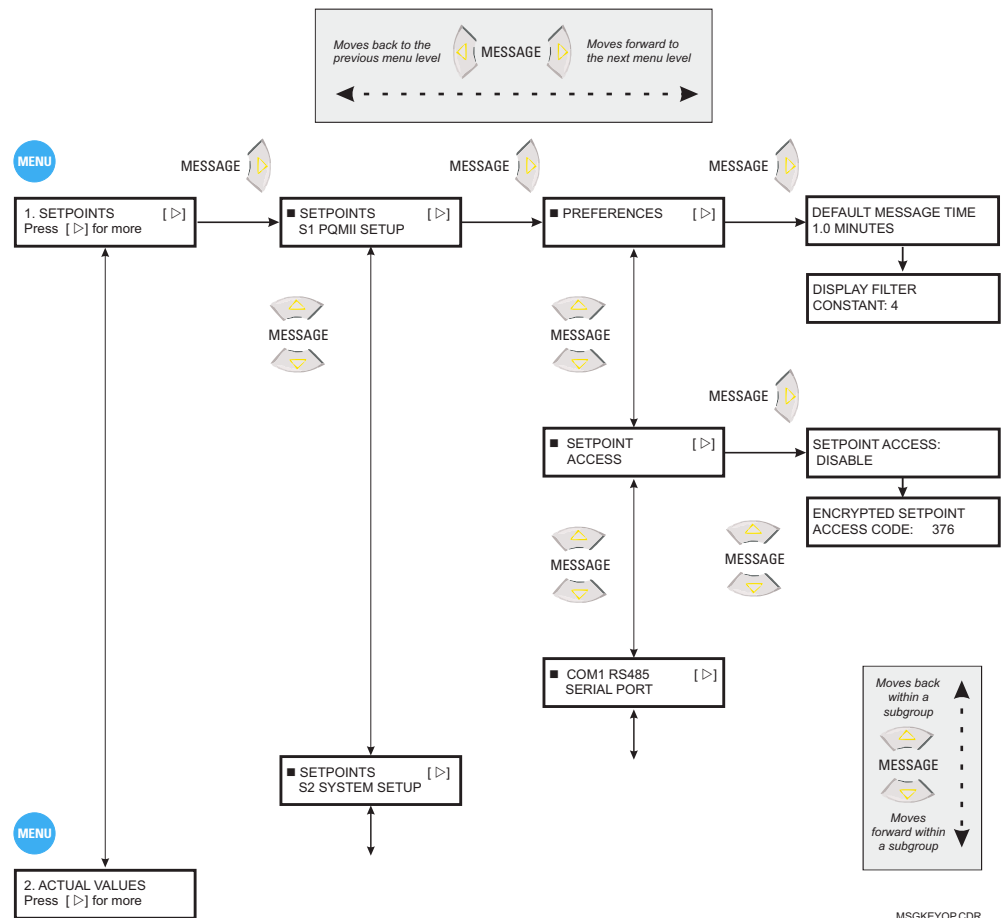 Moves back to the
previous menu level
MESSAGE
Moves forward to
the next menu level
MENU
MESSAGE
MESSAGE
MESSAGE
1. SETPOINTS [ ▷]
Press [ ▷] for more
■ SETPOINTS [ ▷]
S1 PQMII SETUP
■ PREFERENCES [ ▷]
DEFAULT MESSAGE TIME
1.0 MINUTES
DISPLAY FILTER
CONSTANT: 4
MESSAGE
MESSAGE
MESSAGE
■ SETPOINT [ ▷]
ACCESS
SETPOINT ACCESS:
DISABLE
ENCRYPTED SETPOINT
ACCESS CODE: 376
MESSAGE
MESSAGE
■ COM1 RS485 [ ▷]
SERIAL PORT
Moves back
within a
subgroup
MESSAGE
Moves
forward within
a subgroup
■ SETPOINTS [ ▷]
S2 SYSTEM SETUP
MENU
2. ACTUAL VALUES
Press [ ▷] for more
MSGKEYOP.CDR